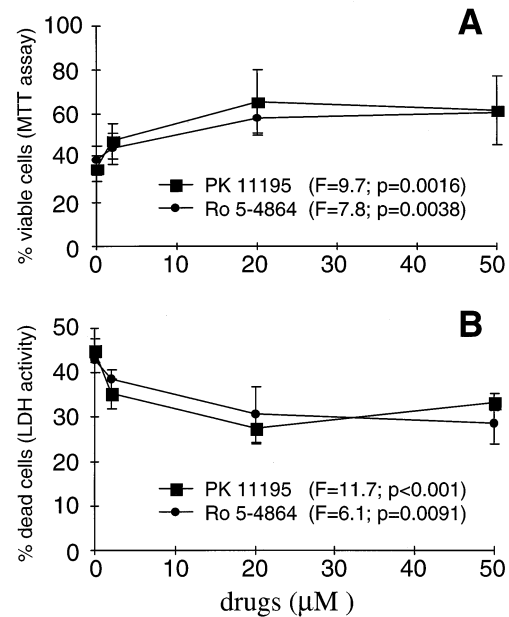 A
% viable cells (MTT assay)
100
80
60
40
20
0
PK 11195 (F=9.7; p=0.0016)
Ro 5-4864 (F=7.8; p=0.0038)
0 10 20 30 40 50
B
% dead cells (LDH activity)
50
40
30
20
10
0
PK 11195 (F=11.7; p<0.001)
Ro 5-4864 (F=6.1; p=0.0091)
0 10 20 30 40 50
drugs (μM )